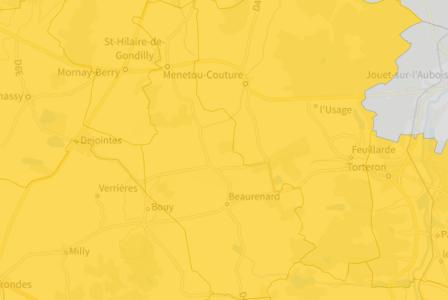 D26
St-Hilaire-de-
Gondilly
Mornay-Berry
Menetou-Couture
Jouet-sur-l'Aubois
l'Usage
Dejointes
Feuillarde
Torteron
Verrières
Bouy
Beaurenard
Milly